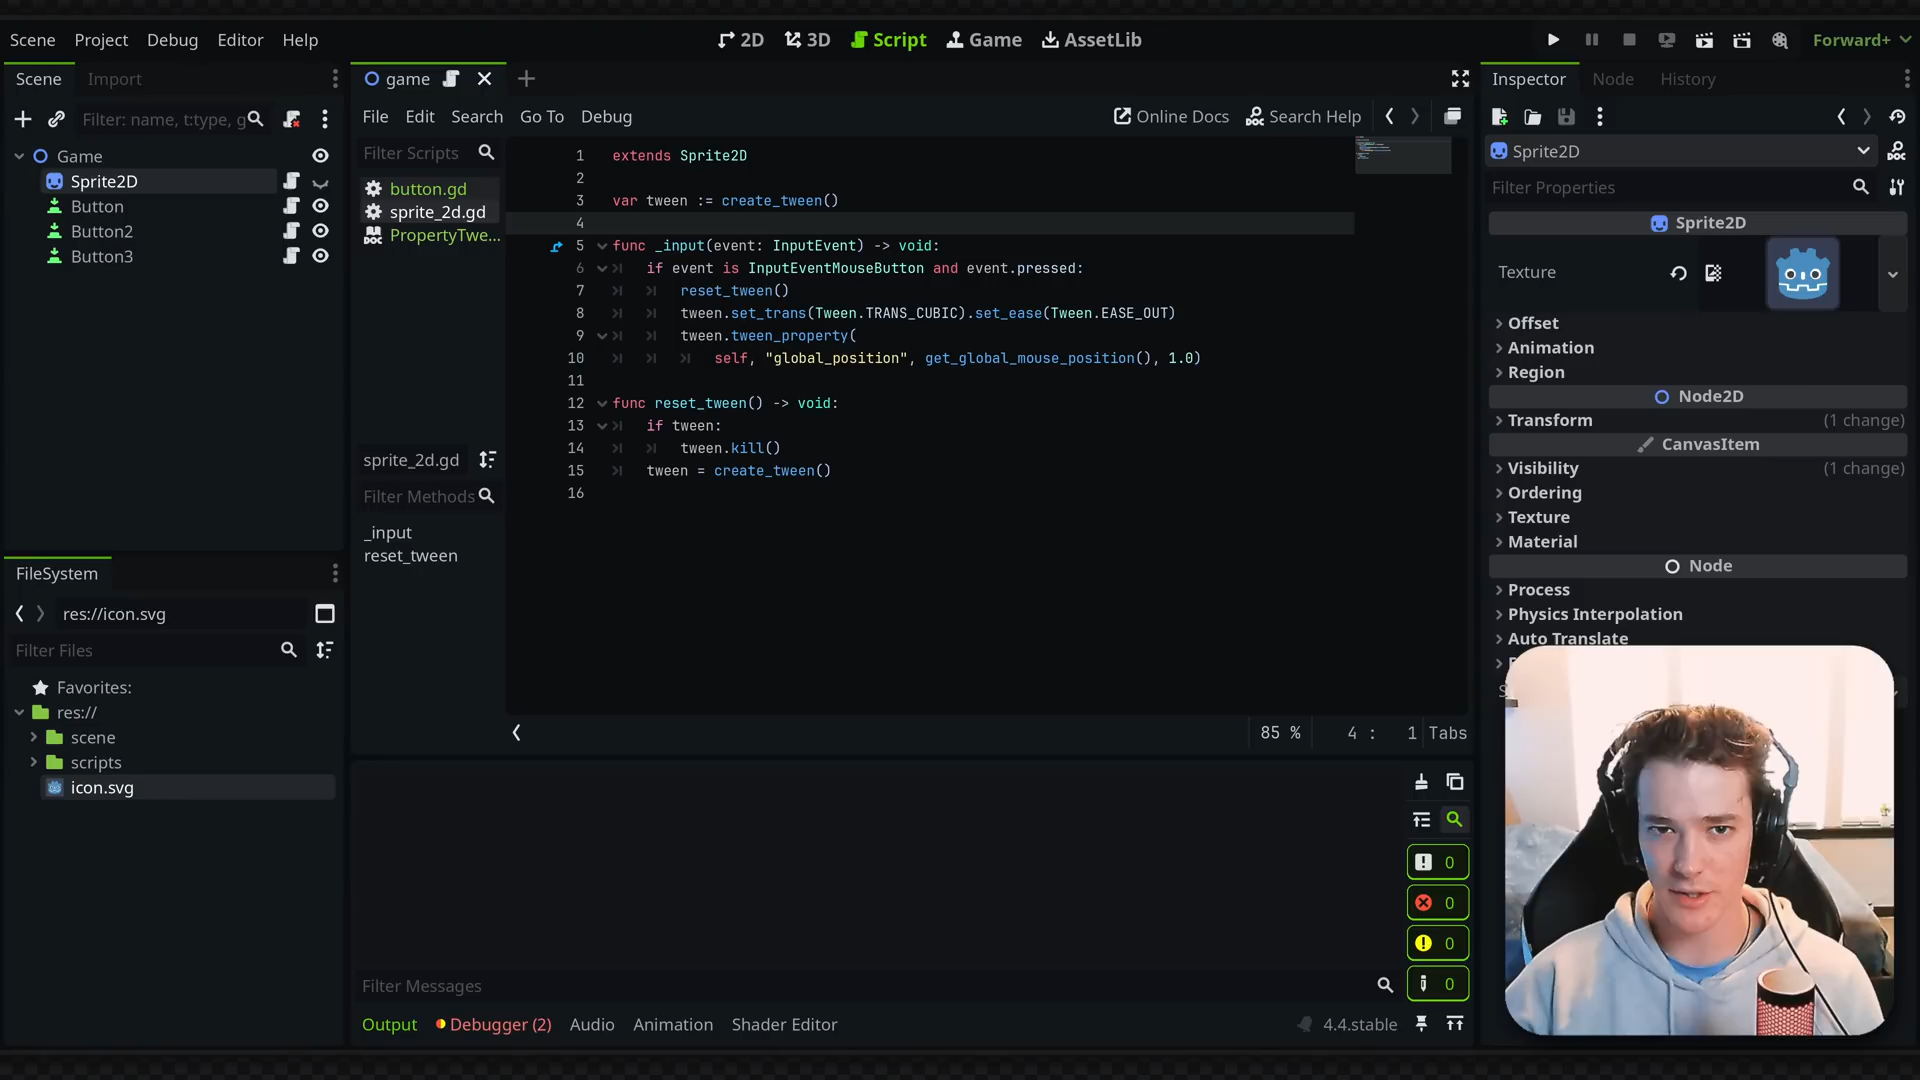 Scene Project Debug Editor Help
2D 3D Script Game AssetLib
Forward+
Scene Import
Filter: name, t:type, g
Game
Sprite2D
Button
Button2
Button3
FileSystem
res://icon.svg
Filter Files
Favorites:
res://
scene
scripts
icon.svg
game
File Edit Search Go To Debug
Online Docs Search Help
Filter Scripts
button.gd
sprite_2d.gd
PropertyTwe...
sprite_2d.gd
Filter Methods
_input
reset_tween
1 extends Sprite2D
2
3 var tween := create_tween()
4
5 func _input(event: InputEvent) -> void:
6 if event is InputEventMouseButton and event.pressed:
7 reset_tween()
8 tween.set_trans(Tween.TRANS_CUBIC).set_ease(Tween.EASE_OUT)
9 tween.tween_property(
10 self, "global_position", get_global_mouse_position(), 1.0)
11
12 func reset_tween() -> void:
13 if tween:
14 tween.kill()
15 tween = create_tween()
16
85 % 4 : 1 Tabs
0
0
0
0
Filter Messages
Output Debugger (2) Audio Animation Shader Editor
4.4.stable
Inspector Node History
Sprite2D
Filter Properties
Sprite2D
Texture
Offset
Animation
Region
Node2D
Transform (1 change)
CanvasItem
Visibility (1 change)
Ordering
Texture
Material
Node
Process
Physics Interpolation
Auto Translate